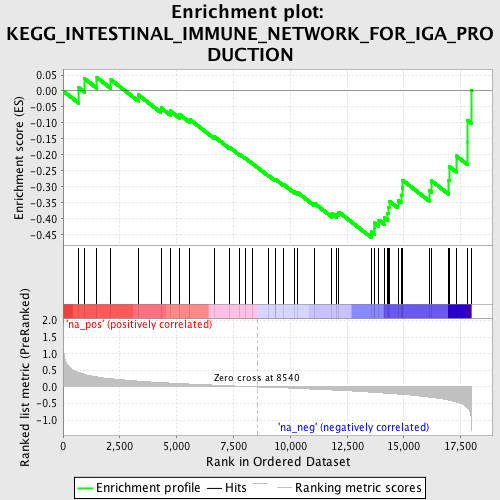 Enrichment plot:
KEGG_INTESTINAL_IMMUNE_NETWORK_FOR_IGA_PRO
DUCTION
Enrichment score (ES)
0.05
0.00
-0.05
-0.10
-0.15
-0.20
-0.25
-0.30
-0.35
-0.40
-0.45
'na_pos' (positively correlated)
Ranked list metric (PreRanked)
2.0
1.5
1.0
0.5
0.0
-0.5
-1.0
Zero cross at 8540
'na_neg' (negatively correlated)
0
2,500
5,000
7,500
10,000
12,500
15,000
17,500
Rank in Ordered Dataset
Enrichment profile
Hits
Ranking metric scores